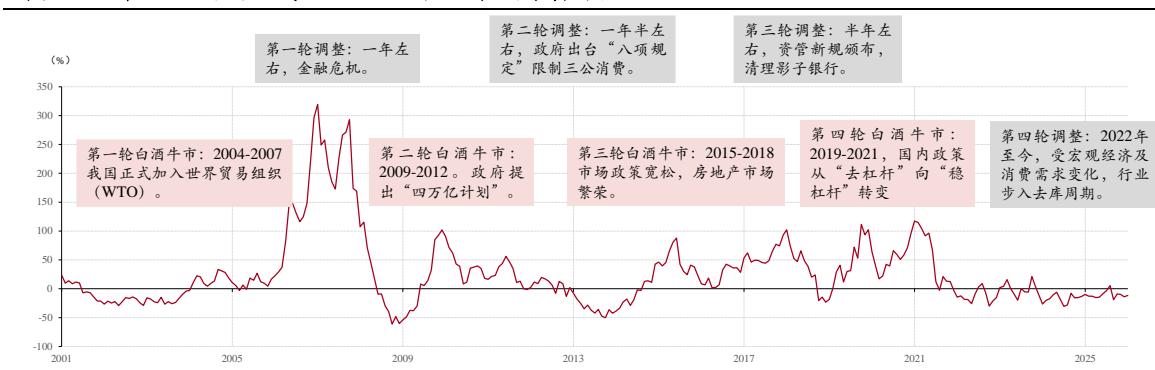 第一轮调整：一年左
右，金融危机。
第二轮调整：一年半左
右，政府出台“八项规
定”限制三公消费。
第三轮调整：半年左
右，资管新规颁布，
清理影子银行。
（%）
350
300
250
200
150
100
50
0
-50
-100
第一轮白酒牛市：2004-2007
我国正式加入世界贸易组织
（WTO）。
第二轮白酒牛市：
2009-2012。政府提
出“四万亿计划”。
第三轮白酒牛市：2015-2018
市场政策宽松，房地产市场
繁荣。
第四轮白酒牛市：
2019-2021，国内政策
从“去杠杆”向“稳
杠杆”转变
第四轮调整：2022年
至今，受宏观经济及
消费需求变化，行业
步入去库周期。
2001 2005 2009 2013 2017 2021 2025